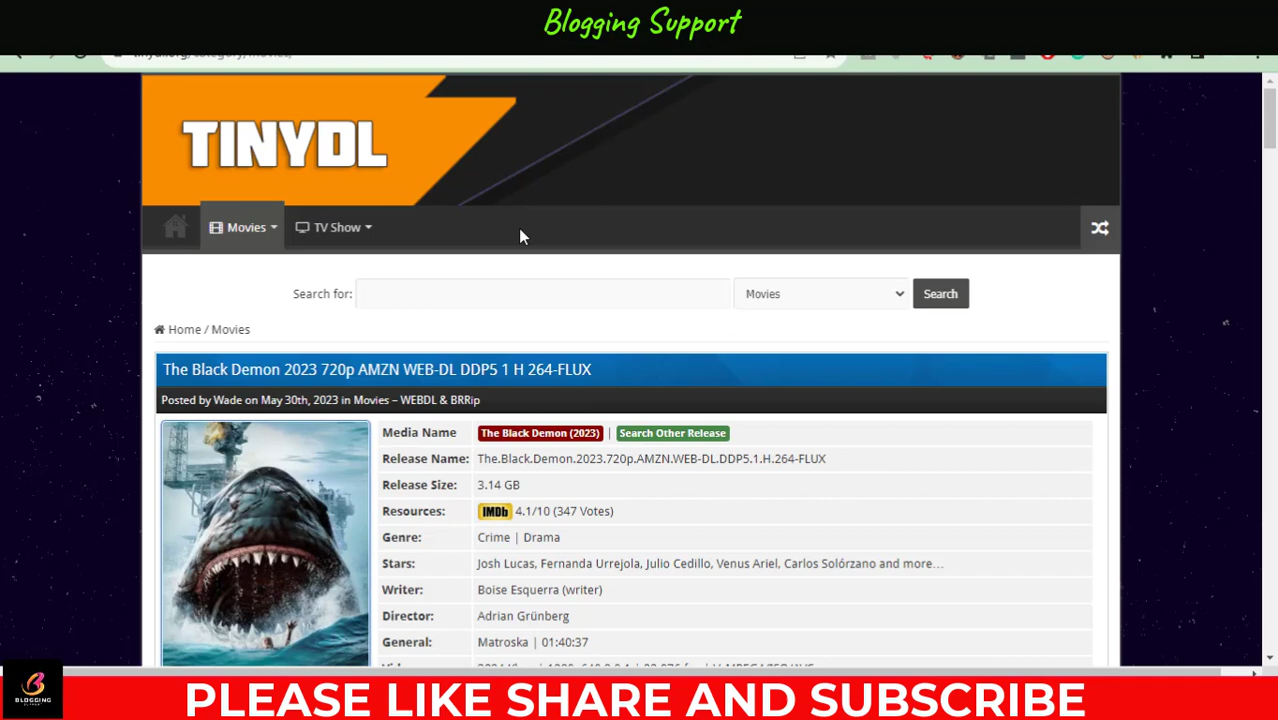 Blogging Support
TINYDL
Movies
TV Show
Search for:
Movies
Search
Home / Movies
The Black Demon 2023 720p AMZN WEB-DL DDP5 1 H 264-FLUX
Posted by Wade on May 30th, 2023 in Movies – WEBDL & BRRip
Media Name The Black Demon (2023) | Search Other Release
Release Name: The.Black.Demon.2023.720p.AMZN.WEB-DL.DDP5.1.H.264-FLUX
Release Size: 3.14 GB
Resources: IMDb 4.1/10 (347 Votes)
Genre: Crime | Drama
Stars: Josh Lucas, Fernanda Urrejola, Julio Cedillo, Venus Ariel, Carlos Solórzano and more…
Writer: Boise Esquerra (writer)
Director: Adrian Grünberg
General: Matroska | 01:40:37
BLOGGING
PLEASE LIKE SHARE AND SUBSCRIBE